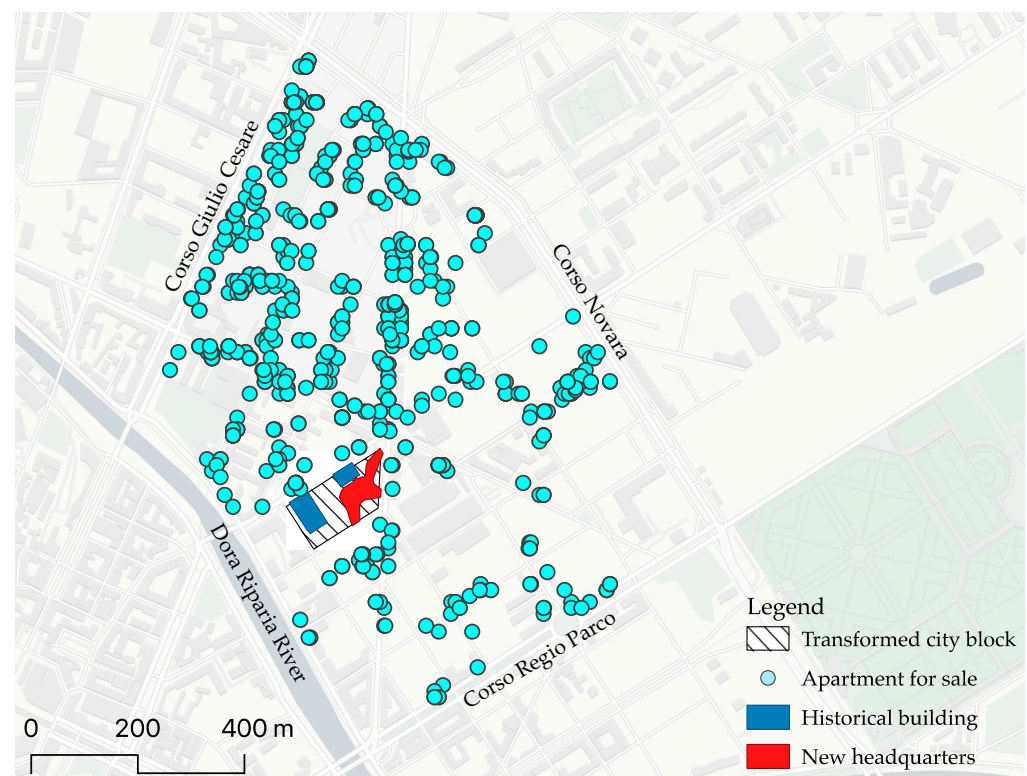 Corso Giulio Cesare
Corso Novara
Dora Riparia River
Corso Regio Parco
Legend
Transformed city block
Apartment for sale
Historical building
New headquarters
0 200 400 m